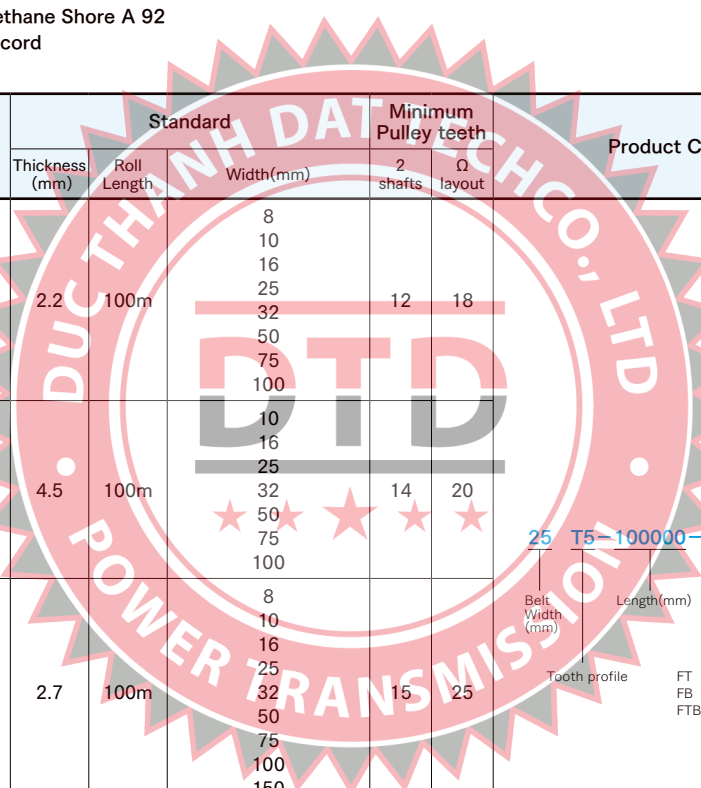 ethane Shore A 92
cord
Standard
Minimum
Pulley teeth
Product C
Thickness
(mm)
Roll
Length
Width(mm)
2
shafts
Ω
layout
2.2
100m
8
10
16
25
32
50
75
100
12
18
4.5
100m
10
16
25
32
50
75
100
14
20
2.7
100m
8
10
16
25
32
50
75
100
150
15
25
25 T5-100000-
Belt
Width
(mm)
Length(mm)
Tooth profile
FT
FB
FTB
DUC THANH DAT TECHCO., LTD
DTD
POWER TRANSMISSION